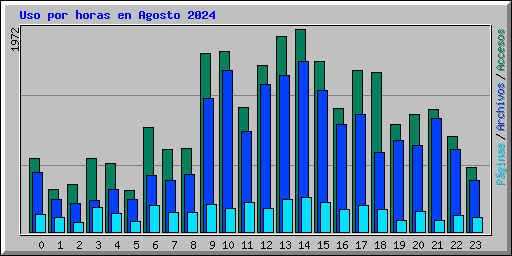 Uso por horas en Agosto 2024
1972
Páginas / Archivos / Accesos
0 1 2 3 4 5 6 7 8 9 10 11 12 13 14 15 16 17 18 19 20 21 22 23